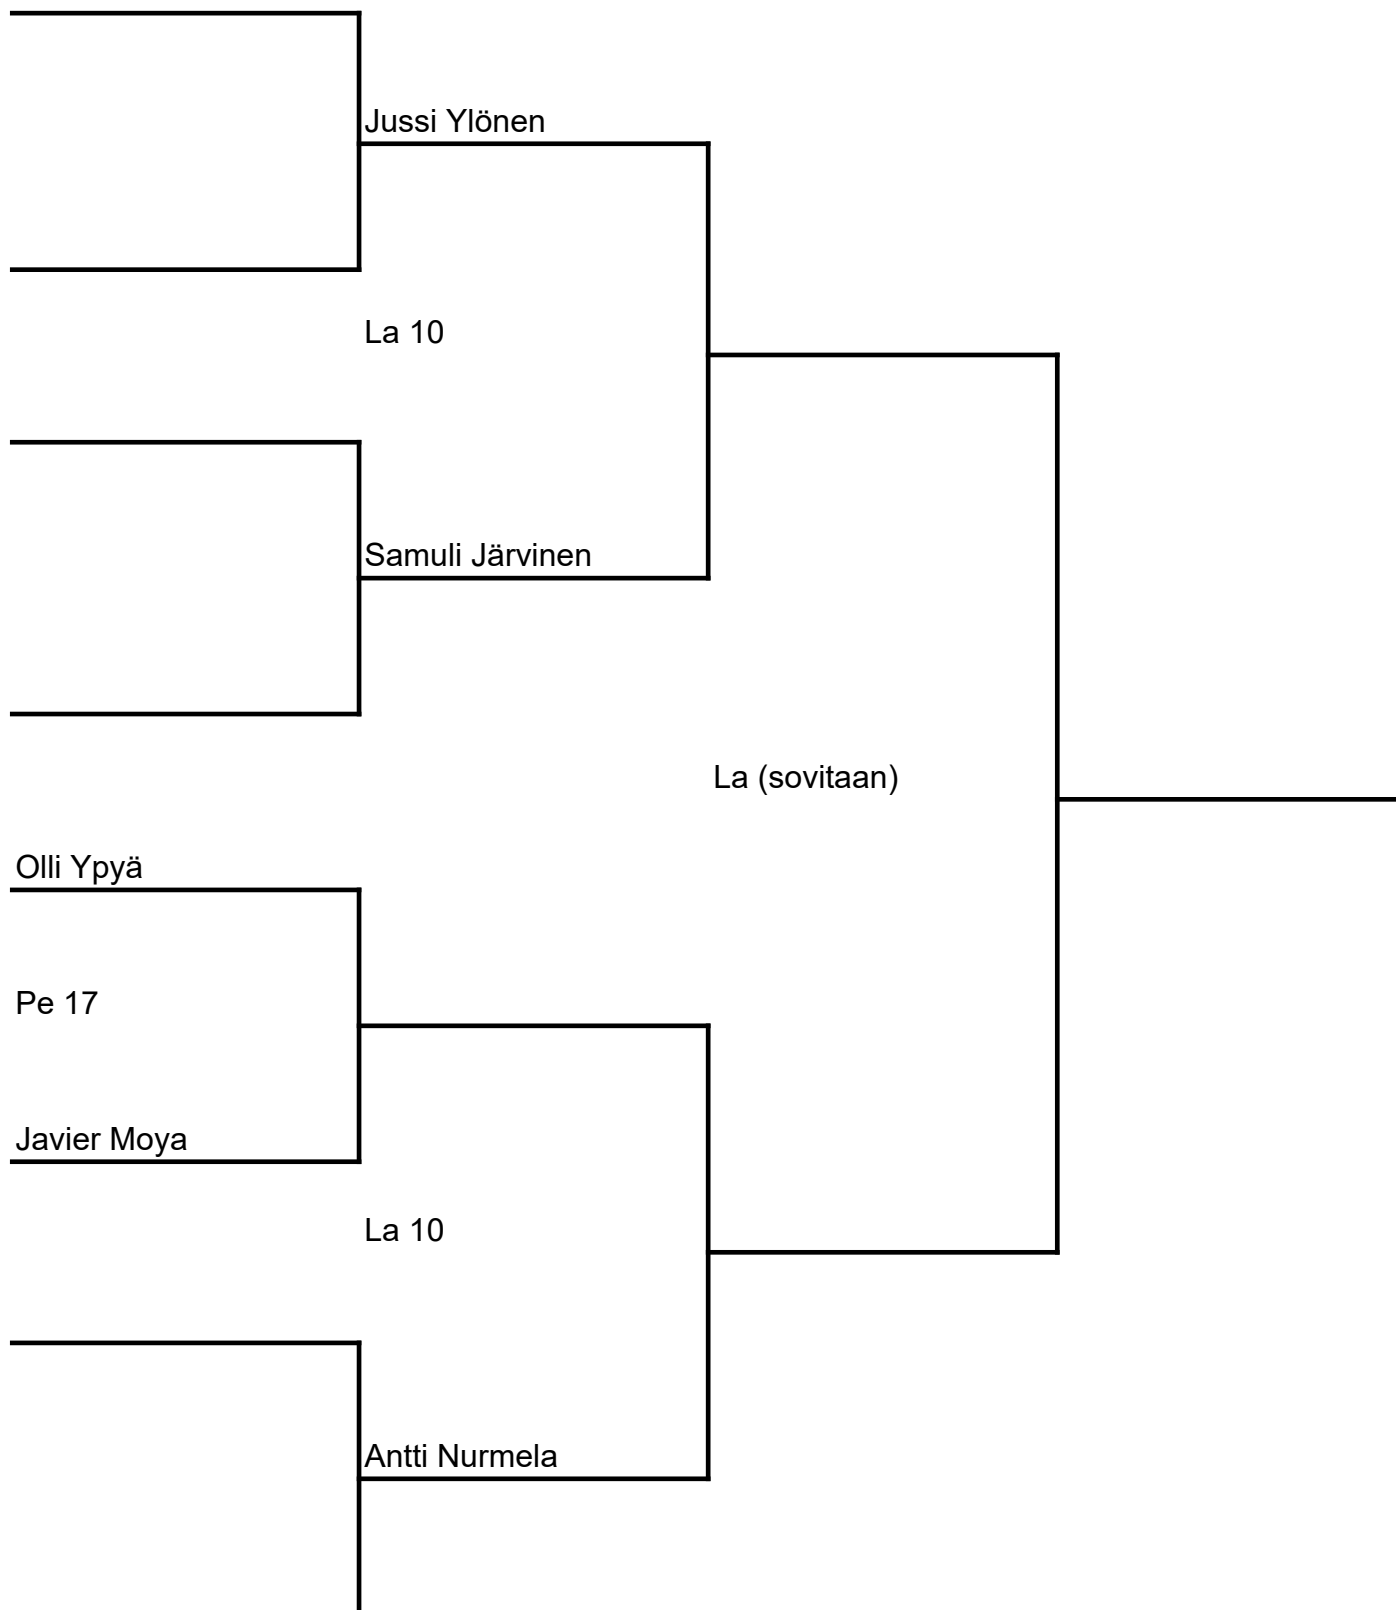 Jussi Ylönen
La 10
Samuli Järvinen
La (sovitaan)
Olli Ypyä
Pe 17
Javier Moya
La 10
Antti Nurmela